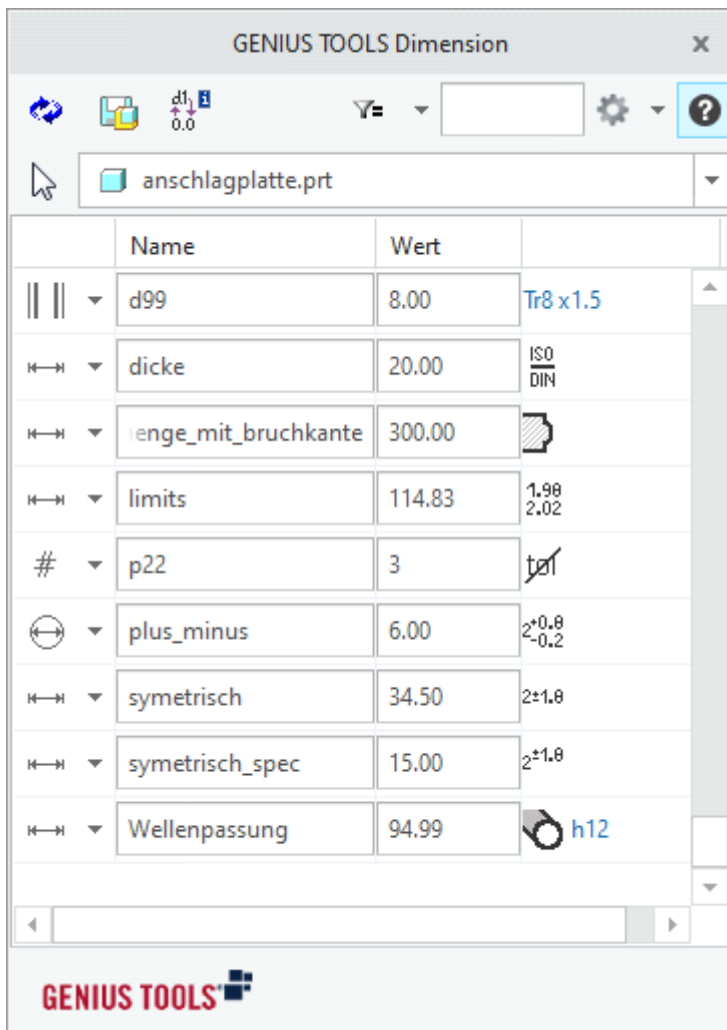 GENIUS TOOLS Dimension
d1 i
0.0
anschlagplatte.prt
Name Wert
d99 8.00 Tr8 x1.5
dicke 20.00 ISO
DIN
enge_mit_bruchkante 300.00
limits 114.83 1.98
2.02
# p22 3 tol
plus_minus 6.00 2+0.8
-0.2
symetrisch 34.50 2±1.8
symetrisch_spec 15.00 2±1.8
Wellenpassung 94.99 h12
GENIUS TOOLS